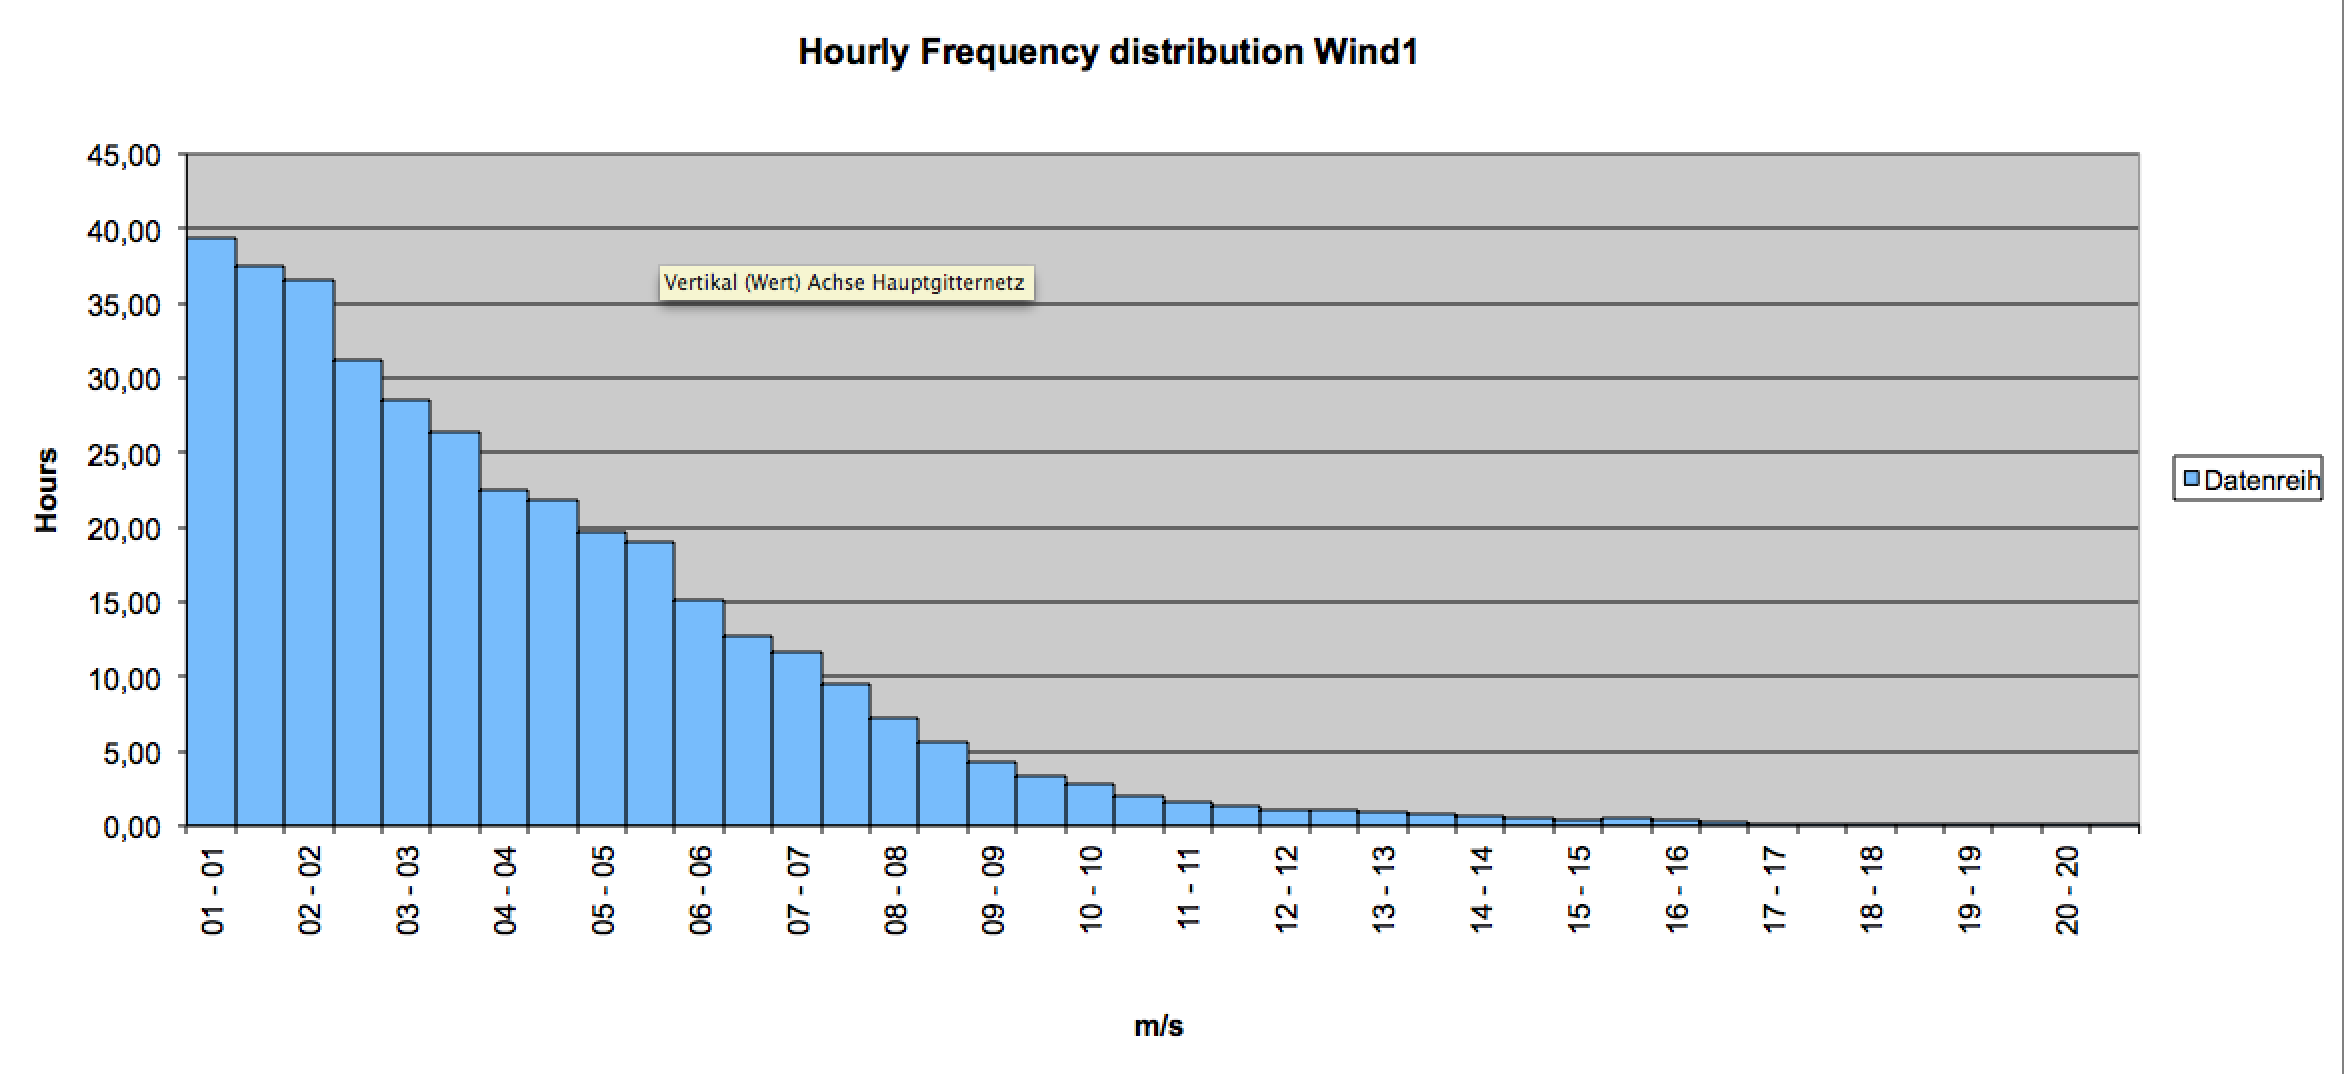 Hourly Frequency distribution Wind1
45,00
40,00
35,00
30,00
25,00
20,00
15,00
10,00
5,00
0,00
Hours
Vertikal (Wert) Achse Hauptgitternetz
Datenreih
01 - 01
02 - 02
03 - 03
04 - 04
05 - 05
06 - 06
07 - 07
08 - 08
09 - 09
10 - 10
11 - 11
12 - 12
13 - 13
14 - 14
15 - 15
16 - 16
17 - 17
18 - 18
19 - 19
20 - 20
m/s